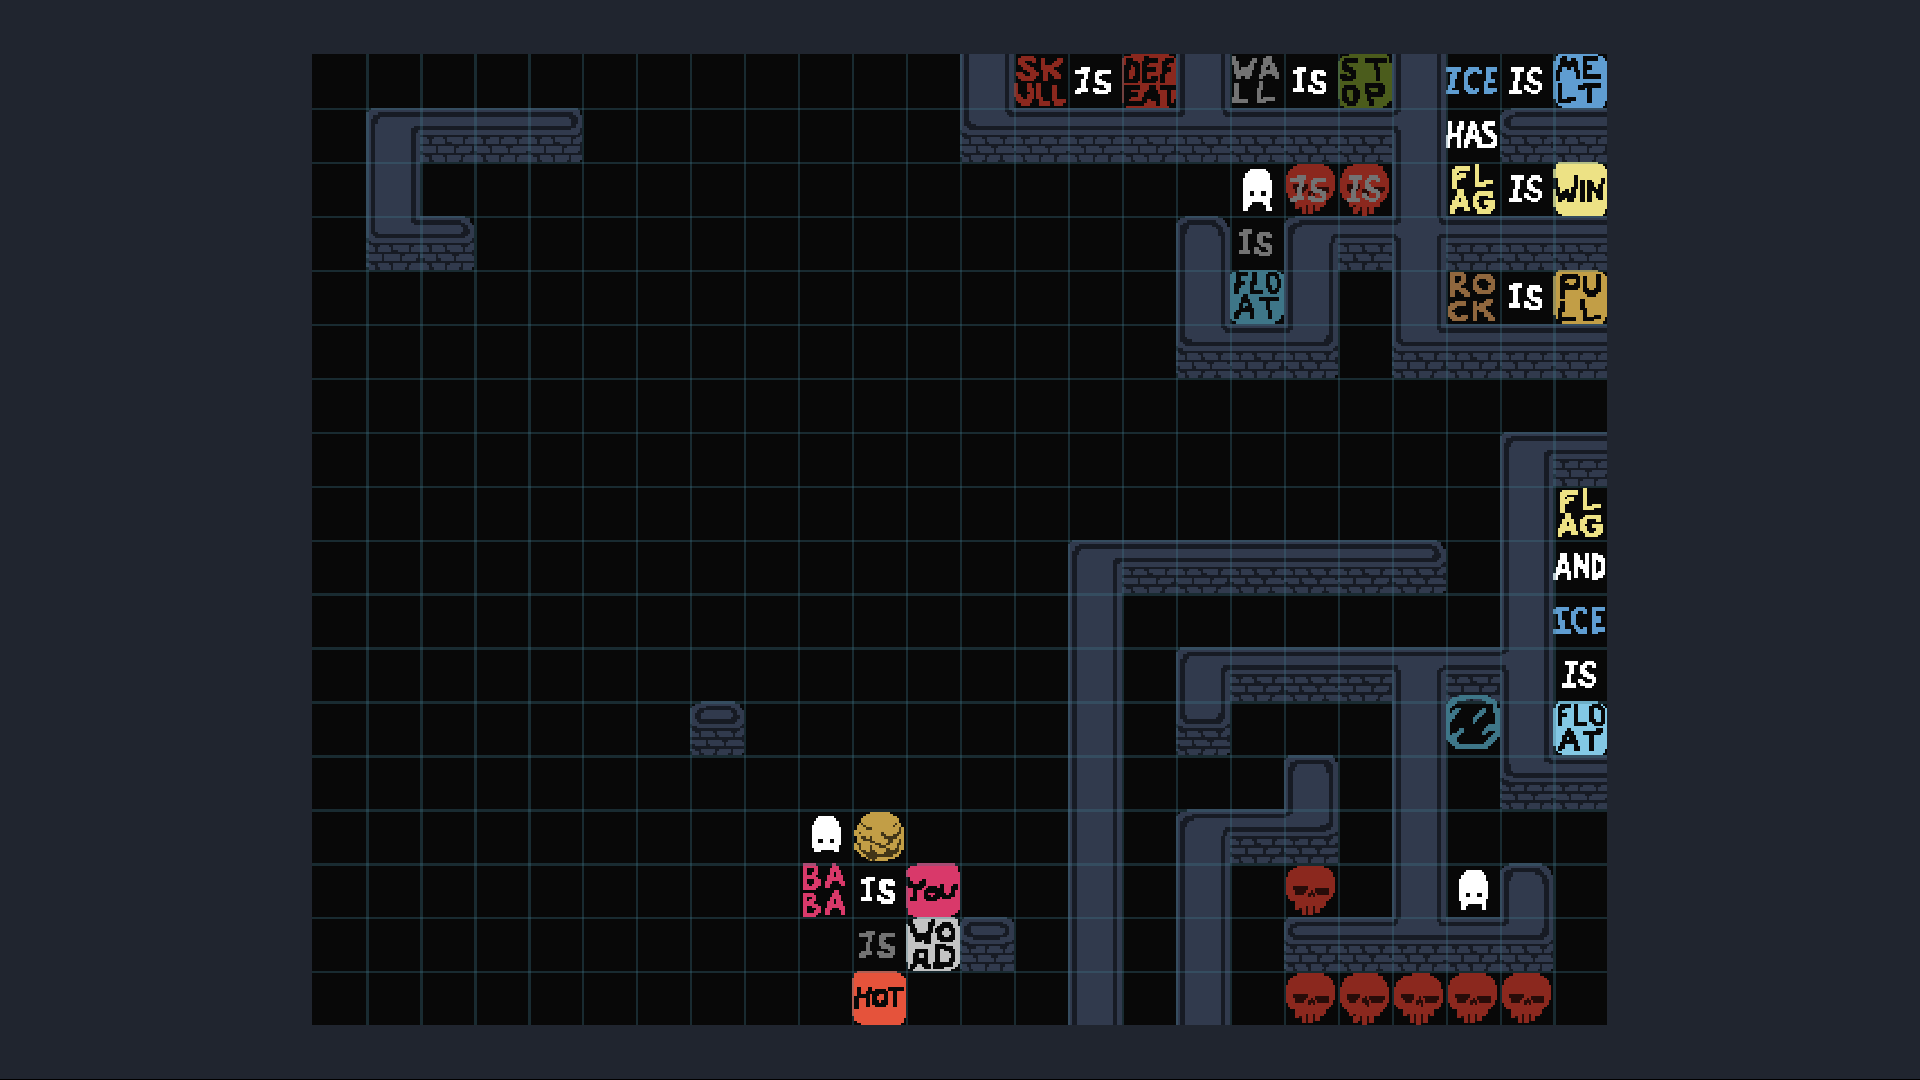 SKULL IS DEFEAT WALL IS STOP ICE IS MELT
HAS
IS IS FLAG IS WIN
IS
FLOAT ROCK IS PULL
FLAG
AND
ICE
IS
FLOAT
BABA IS YOU
IS WORD
HOT